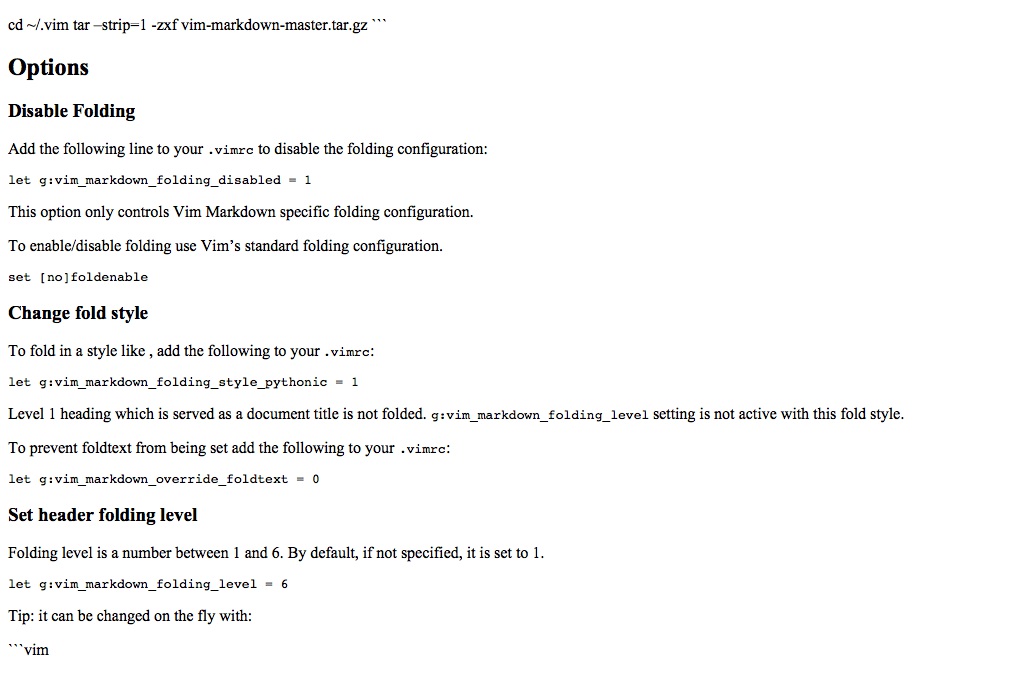 cd ~/.vim tar –strip=1 -zxf vim-markdown-master.tar.gz ```
Options
Disable Folding
Add the following line to your .vimrc to disable the folding configuration:
let g:vim_markdown_folding_disabled = 1
This option only controls Vim Markdown specific folding configuration.
To enable/disable folding use Vim’s standard folding configuration.
set [no]foldenable
Change fold style
To fold in a style like , add the following to your .vimrc:
let g:vim_markdown_folding_style_pythonic = 1
Level 1 heading which is served as a document title is not folded. g:vim_markdown_folding_level setting is not active with this fold style.
To prevent foldtext from being set add the following to your .vimrc:
let g:vim_markdown_override_foldtext = 0
Set header folding level
Folding level is a number between 1 and 6. By default, if not specified, it is set to 1.
let g:vim_markdown_folding_level = 6
Tip: it can be changed on the fly with:
```vim